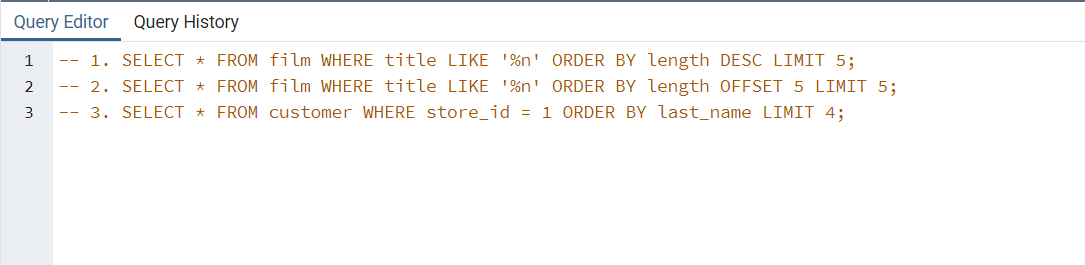 Query Editor Query History
1 -- 1. SELECT * FROM film WHERE title LIKE '%n' ORDER BY length DESC LIMIT 5;
2 -- 2. SELECT * FROM film WHERE title LIKE '%n' ORDER BY length OFFSET 5 LIMIT 5;
3 -- 3. SELECT * FROM customer WHERE store_id = 1 ORDER BY last_name LIMIT 4;